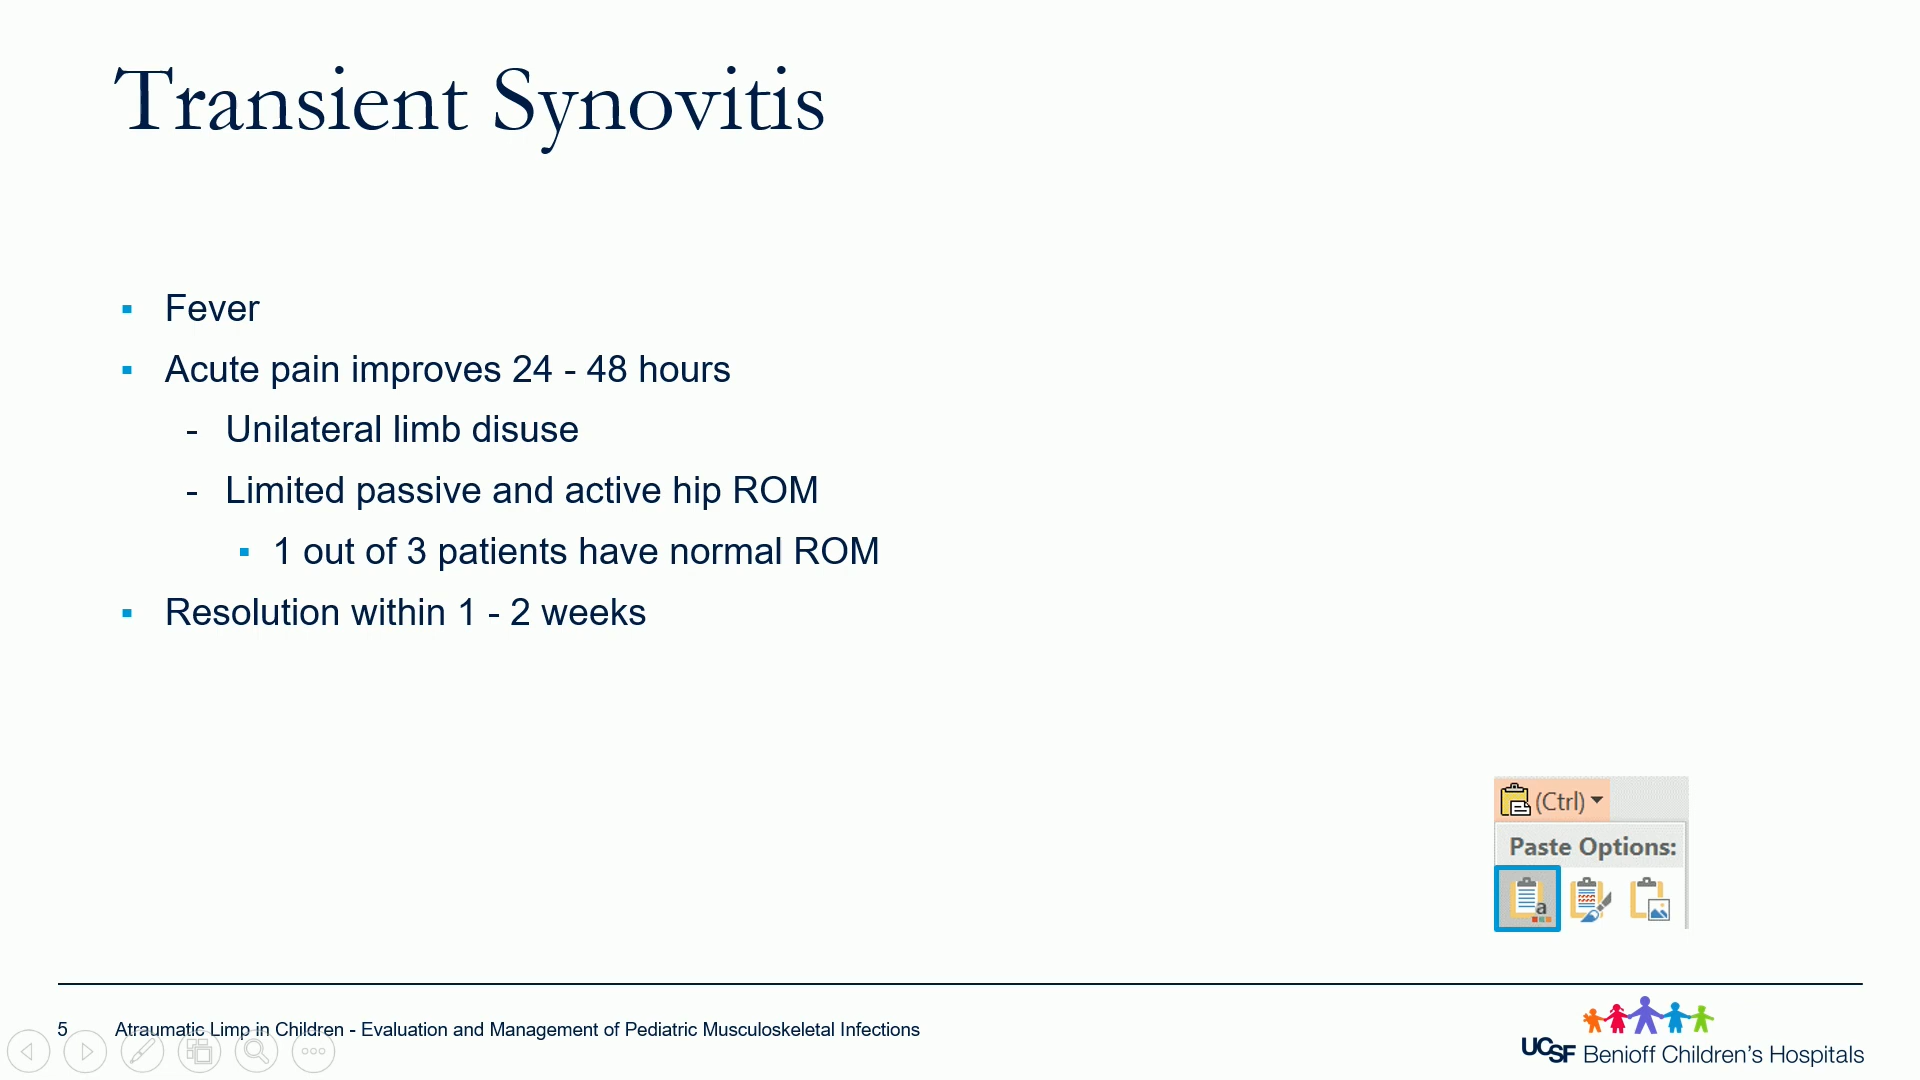 Transient Synovitis
▪ Fever
▪ Acute pain improves 24 - 48 hours
- Unilateral limb disuse
- Limited passive and active hip ROM
▪ 1 out of 3 patients have normal ROM
▪ Resolution within 1 - 2 weeks
(Ctrl)
Paste Options:
a
5 Atraumatic Limp in Children - Evaluation and Management of Pediatric Musculoskeletal Infections
UCSF Benioff Children's Hospitals